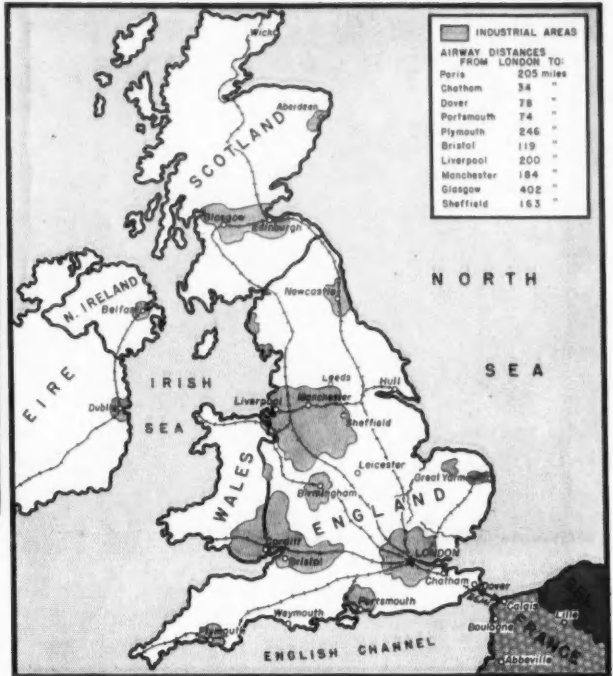 INDUSTRIAL AREAS
AIRWAY DISTANCES
FROM LONDON TO:
Paris 205 miles
Chatham 34 "
Dover 78 "
Portsmouth 74 "
Plymouth 246 "
Bristol 119 "
Liverpool 200 "
Manchester 184 "
Glasgow 402 "
Sheffield 163 "
Wick
Aberdeen
SCOTLAND
Glasgow
Edinburgh
NORTH
SEA
N. IRELAND
Belfast
Newcastle
EIRE
IRISH
SEA
Dublin
Leeds
Hull
Liverpool
Manchester
Sheffield
WALES
Leicester
Great Yarm
Birmingham
ENGLAND
Cardiff
Bristol
LONDON
Chatham
Dover
Portsmouth
Weymouth
Plymouth
ENGLISH CHANNEL
Calais
Boulogne
Lille
FRANCE
Abbeville